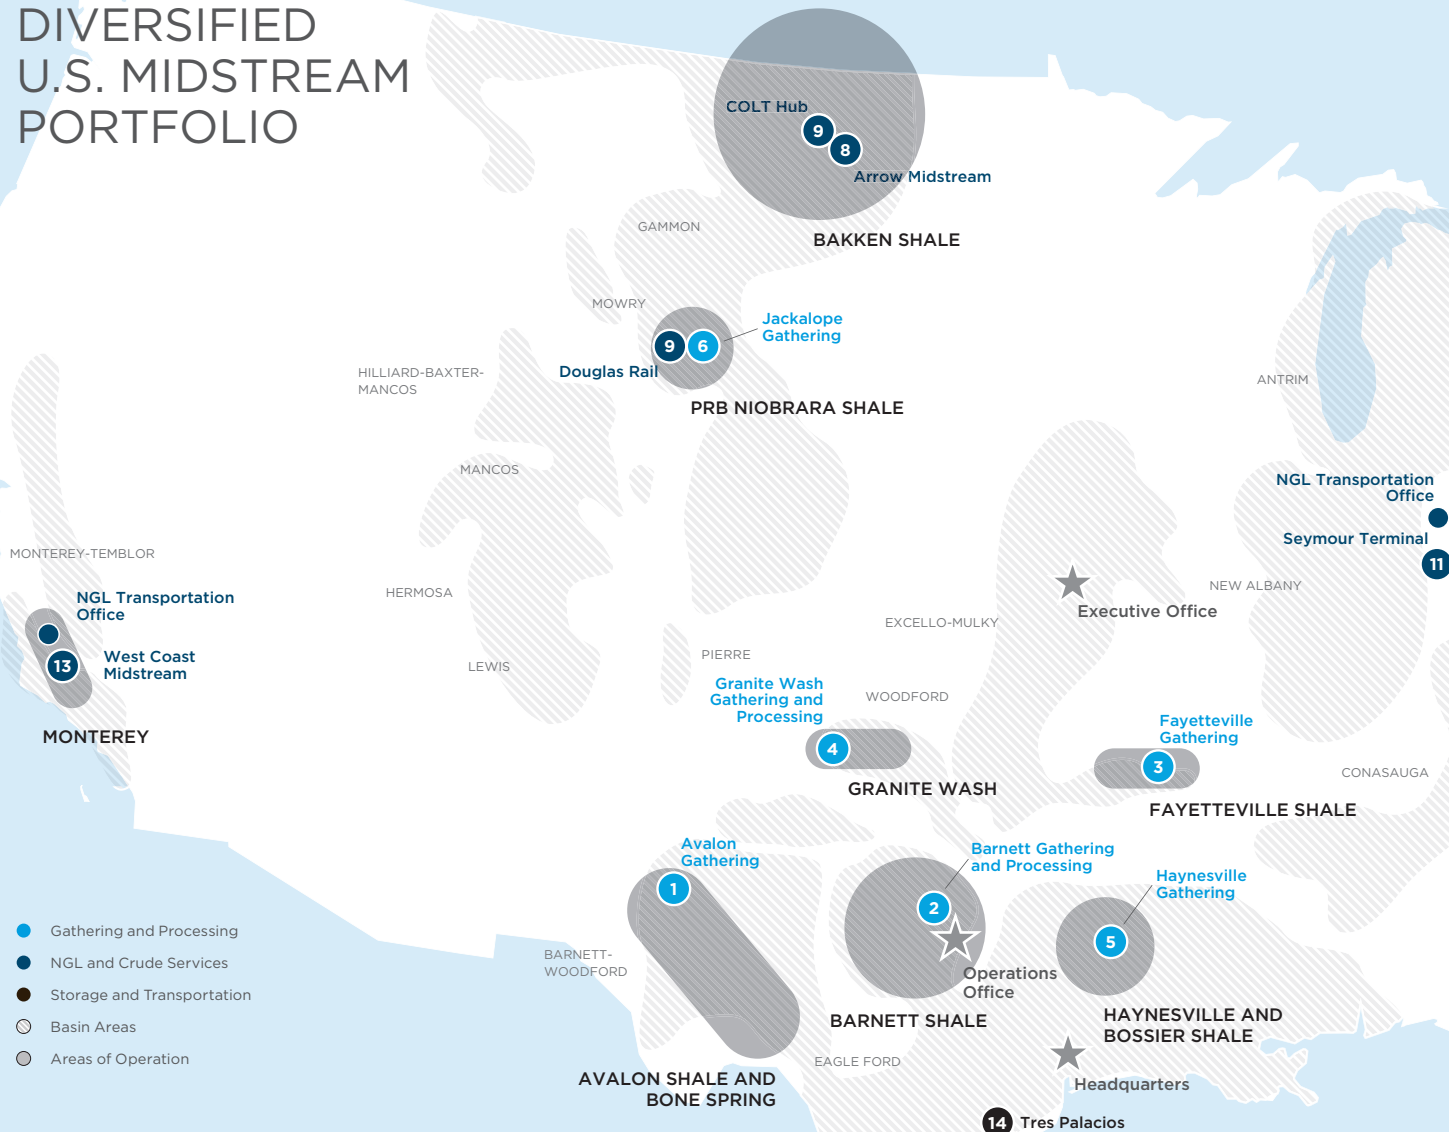 DIVERSIFIED
U.S. MIDSTREAM
PORTFOLIO
COLT Hub
9
8
Arrow Midstream
BAKKEN SHALE
GAMMON
MOWRY
Jackalope
Gathering
9
6
Douglas Rail
PRB NIOBRARA SHALE
HILLIARD-BAXTER-
MANCOS
ANTRIM
MANCOS
NGL Transportation
Office
Seymour Terminal
11
MONTEREY-TEMBLOR
NGL Transportation
Office
13
West Coast
Midstream
MONTEREY
HERMOSA
LEWIS
NEW ALBANY
Executive Office
EXCELLO-MULKY
PIERRE
WOODFORD
Granite Wash
Gathering and
Processing
4
GRANITE WASH
Fayetteville
Gathering
3
FAYETTEVILLE SHALE
CONASAUGA
Avalon
Gathering
1
Barnett Gathering
and Processing
2
Haynesville
Gathering
5
BARNETT-
WOODFORD
Operations
Office
BARNETT SHALE
HAYNESVILLE AND
BOSSIER SHALE
EAGLE FORD
AVALON SHALE AND
BONE SPRING
Headquarters
14
Tres Palacios
Gathering and Processing
NGL and Crude Services
Storage and Transportation
Basin Areas
Areas of Operation